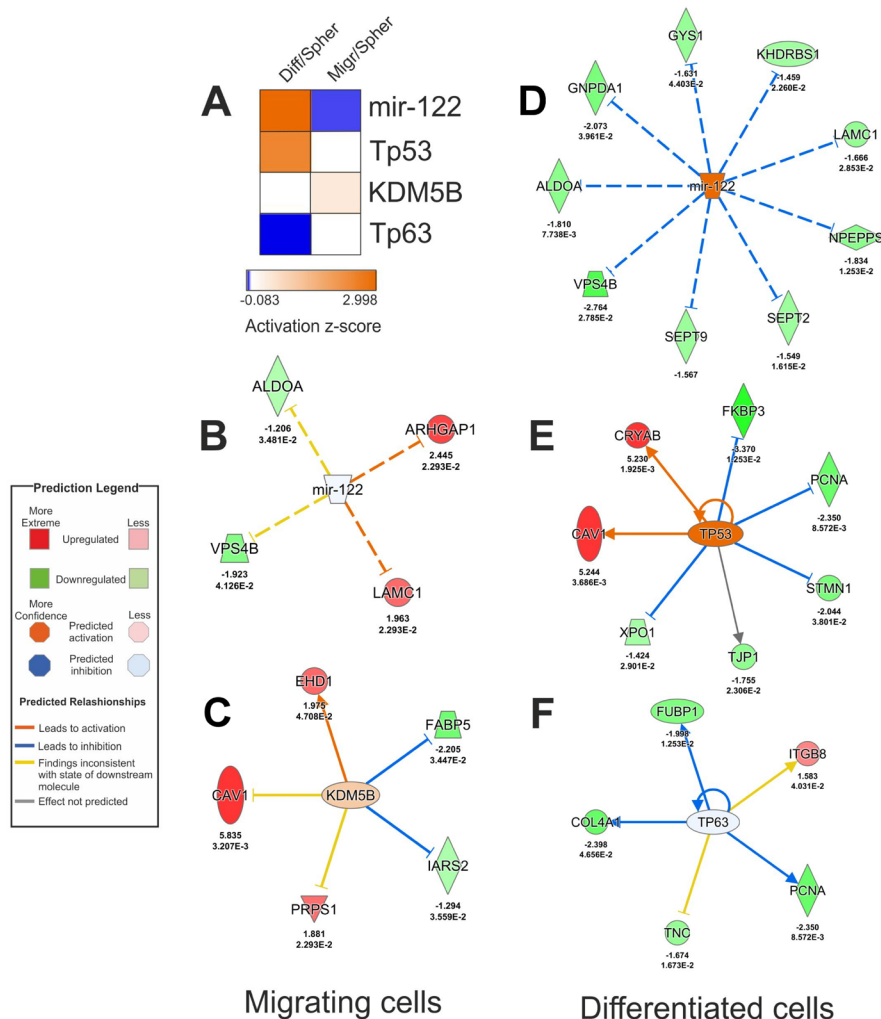 A
Diff/Spher
Migr/Spher
mir-122
Tp53
KDM5B
Tp63
-0.083
2.998
Activation z-score
D
GYS1
-1.631
4.403E-2
KHDRBS1
-1.459
2.260E-2
GNPDA1
-2.073
3.961E-2
LAMC1
-1.666
2.853E-2
ALDOA
-1.810
7.738E-3
mir-122
NPEPPS
-1.834
1.253E-2
VPS4B
-2.764
2.785E-2
SEPT9
-1.567
SEPT2
-1.549
1.615E-2
B
ALDOA
-1.206
3.481E-2
ARHGAP1
2.445
2.293E-2
mir-122
VPS4B
-1.923
4.126E-2
LAMC1
1.963
2.293E-2
E
FKBP3
-3.370
1.253E-2
CRYAB
5.230
1.925E-3
PCNA
-2.350
8.572E-3
CAV1
5.244
3.686E-3
TP53
STMN1
-2.044
3.801E-2
XPO1
-1.424
2.901E-2
TJP1
-1.755
2.306E-2
Prediction Legend
More
Extreme
Less
Upregulated
Downregulated
More
Confidence
Less
Predicted
activation
Predicted
inhibition
Predicted Relashionships
Leads to activation
Leads to inhibition
Findings inconsistent
with state of downstream
molecule
Effect not predicted
C
EHD1
1.975
4.708E-2
FABP5
-2.205
3.447E-2
CAV1
5.835
3.207E-3
KDM5B
IARS2
-1.294
3.559E-2
PRPS1
1.881
2.293E-2
F
FUBP1
-1.998
1.253E-2
ITGB8
1.583
4.031E-2
COL4A1
-2.398
4.656E-2
TP63
PCNA
-2.350
8.572E-3
TNC
-1.674
1.673E-2
Migrating cells
Differentiated cells